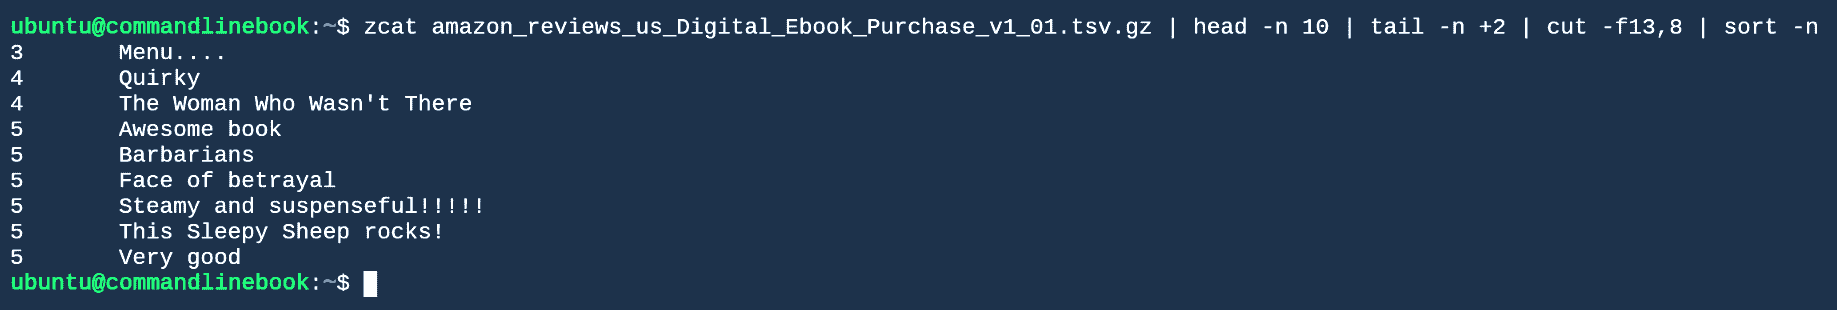 ubuntu@commandlinebook:~$ zcat amazon_reviews_us_Digital_Ebook_Purchase_v1_01.tsv.gz | head -n 10 | tail -n +2 | cut -f13,8 | sort -n
3       Menu....
4       Quirky
4       The Woman Who Wasn't There
5       Awesome book
5       Barbarians
5       Face of betrayal
5       Steamy and suspenseful!!!!!
5       This Sleepy Sheep rocks!
5       Very good
ubuntu@commandlinebook:~$